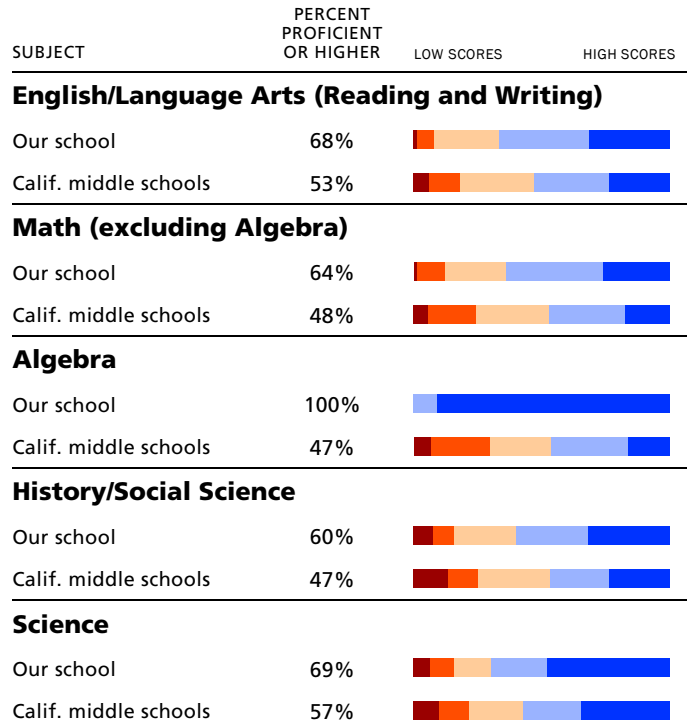 SUBJECT PERCENT PROFICIENT OR HIGHER LOW SCORES HIGH SCORES
English/Language Arts (Reading and Writing)
Our school 68%
Calif. middle schools 53%
Math (excluding Algebra)
Our school 64%
Calif. middle schools 48%
Algebra
Our school 100%
Calif. middle schools 47%
History/Social Science
Our school 60%
Calif. middle schools 47%
Science
Our school 69%
Calif. middle schools 57%